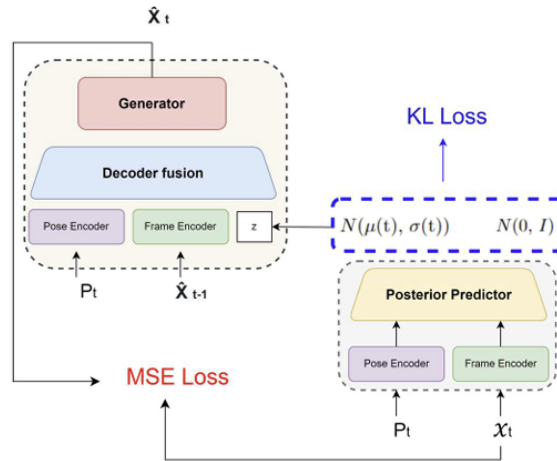 X̂ t
Generator
KL Loss
Decoder fusion
Pose Encoder
Frame Encoder
z
N(μ(t), σ(t))
N(0, I)
Pt
X̂ t-1
Posterior Predictor
MSE Loss
Pose Encoder
Frame Encoder
Pt
𝒳t